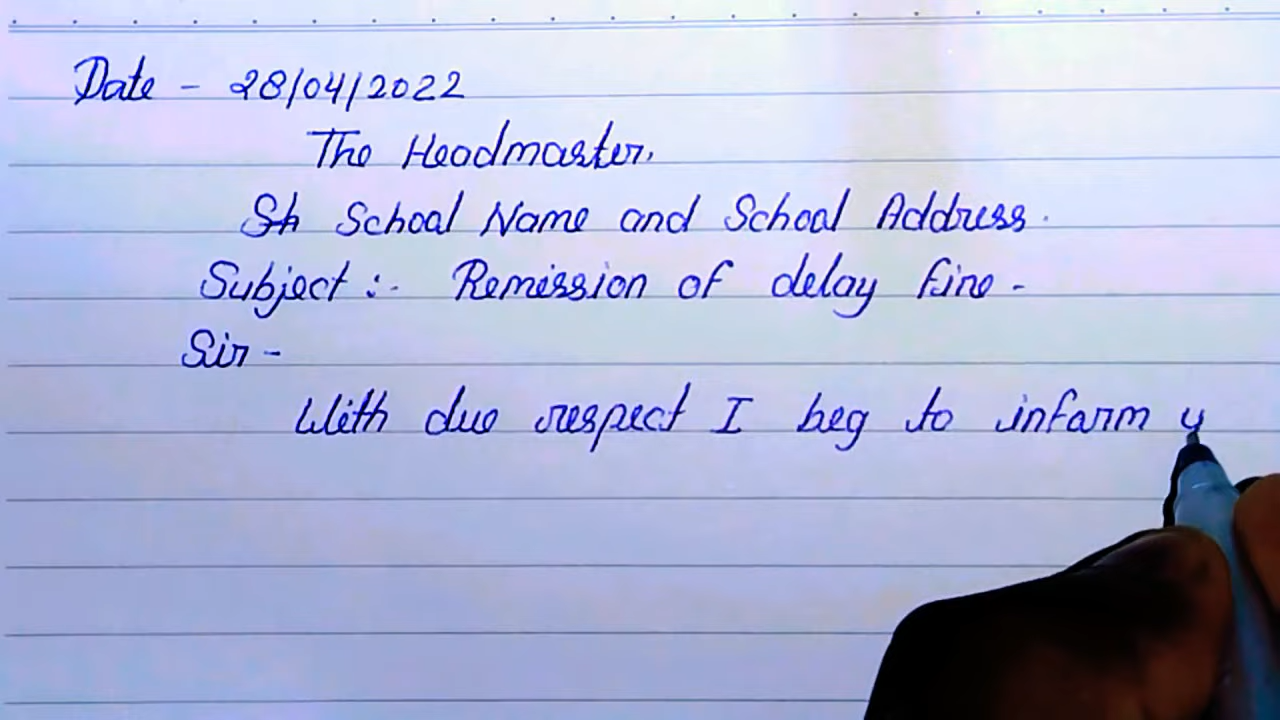 Date - 28/04/2022
The Headmaster,
School Name and School Address.
Subject :- Remission of delay fine -
Sir -
With due respect I beg to inform y